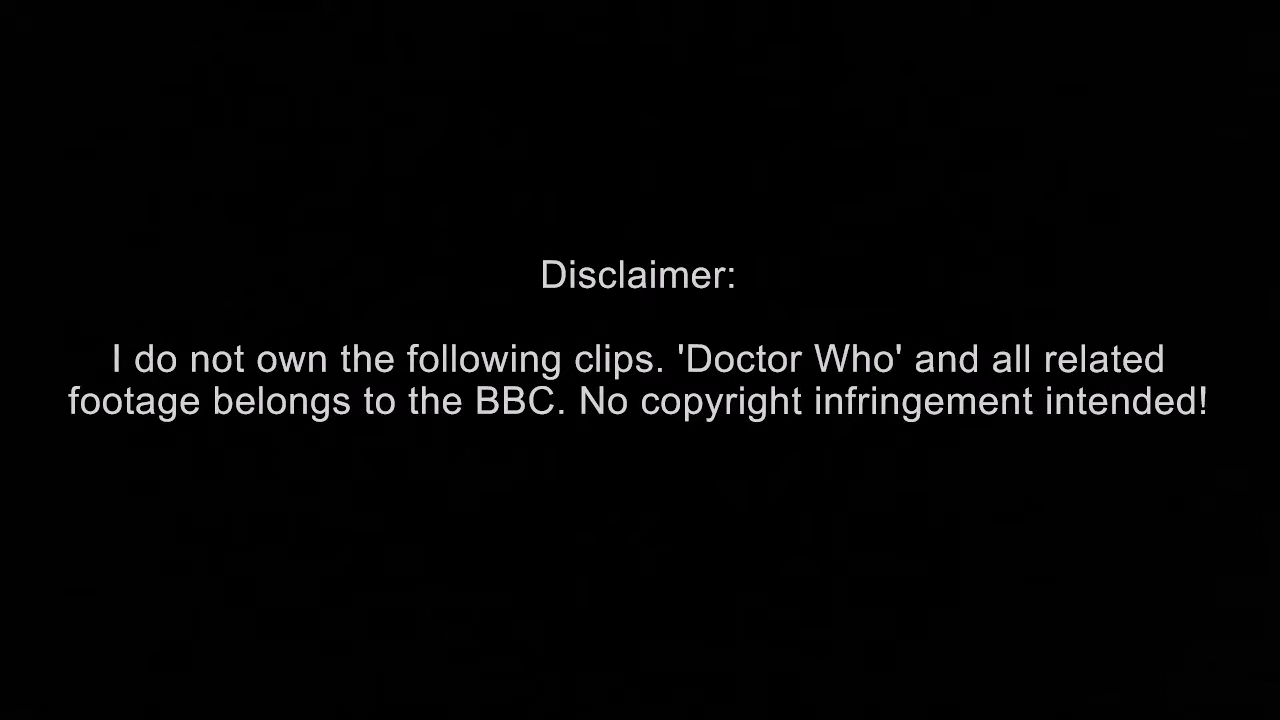 Disclaimer:
I do not own the following clips. 'Doctor Who' and all related
footage belongs to the BBC. No copyright infringement intended!